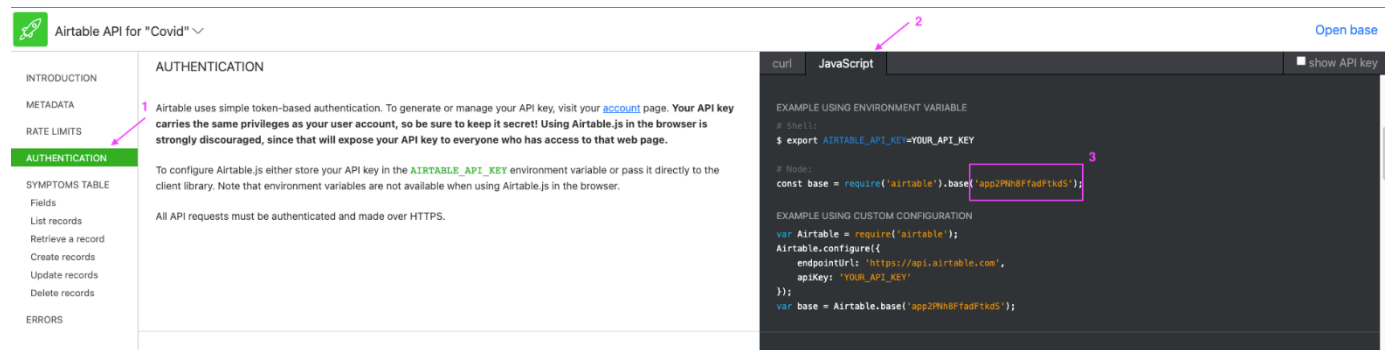 Airtable API for "Covid"
Open base
2
INTRODUCTION
METADATA
RATE LIMITS
AUTHENTICATION
SYMPTOMS TABLE
Fields
List records
Retrieve a record
Create records
Update records
Delete records
ERRORS
1
AUTHENTICATION
Airtable uses simple token-based authentication. To generate or manage your API key, visit your account page. Your API key
carries the same privileges as your user account, so be sure to keep it secret! Using Airtable.js in the browser is
strongly discouraged, since that will expose your API key to everyone who has access to that web page.
To configure Airtable.js either store your API key in the AIRTABLE_API_KEY environment variable or pass it directly to the
client library. Note that environment variables are not available when using Airtable.js in the browser.
All API requests must be authenticated and made over HTTPS.
curl JavaScript
show API key
EXAMPLE USING ENVIRONMENT VARIABLE
# Shell:
$ export AIRTABLE_API_KEY=YOUR_API_KEY
3
# Node:
const base = require('airtable').base('app2PNh8FfadFtkdS');
EXAMPLE USING CUSTOM CONFIGURATION
var Airtable = require('airtable');
Airtable.configure({
endpointUrl: 'https://api.airtable.com',
apiKey: 'YOUR_API_KEY'
});
var base = Airtable.base('app2PNh8FfadFtkdS');